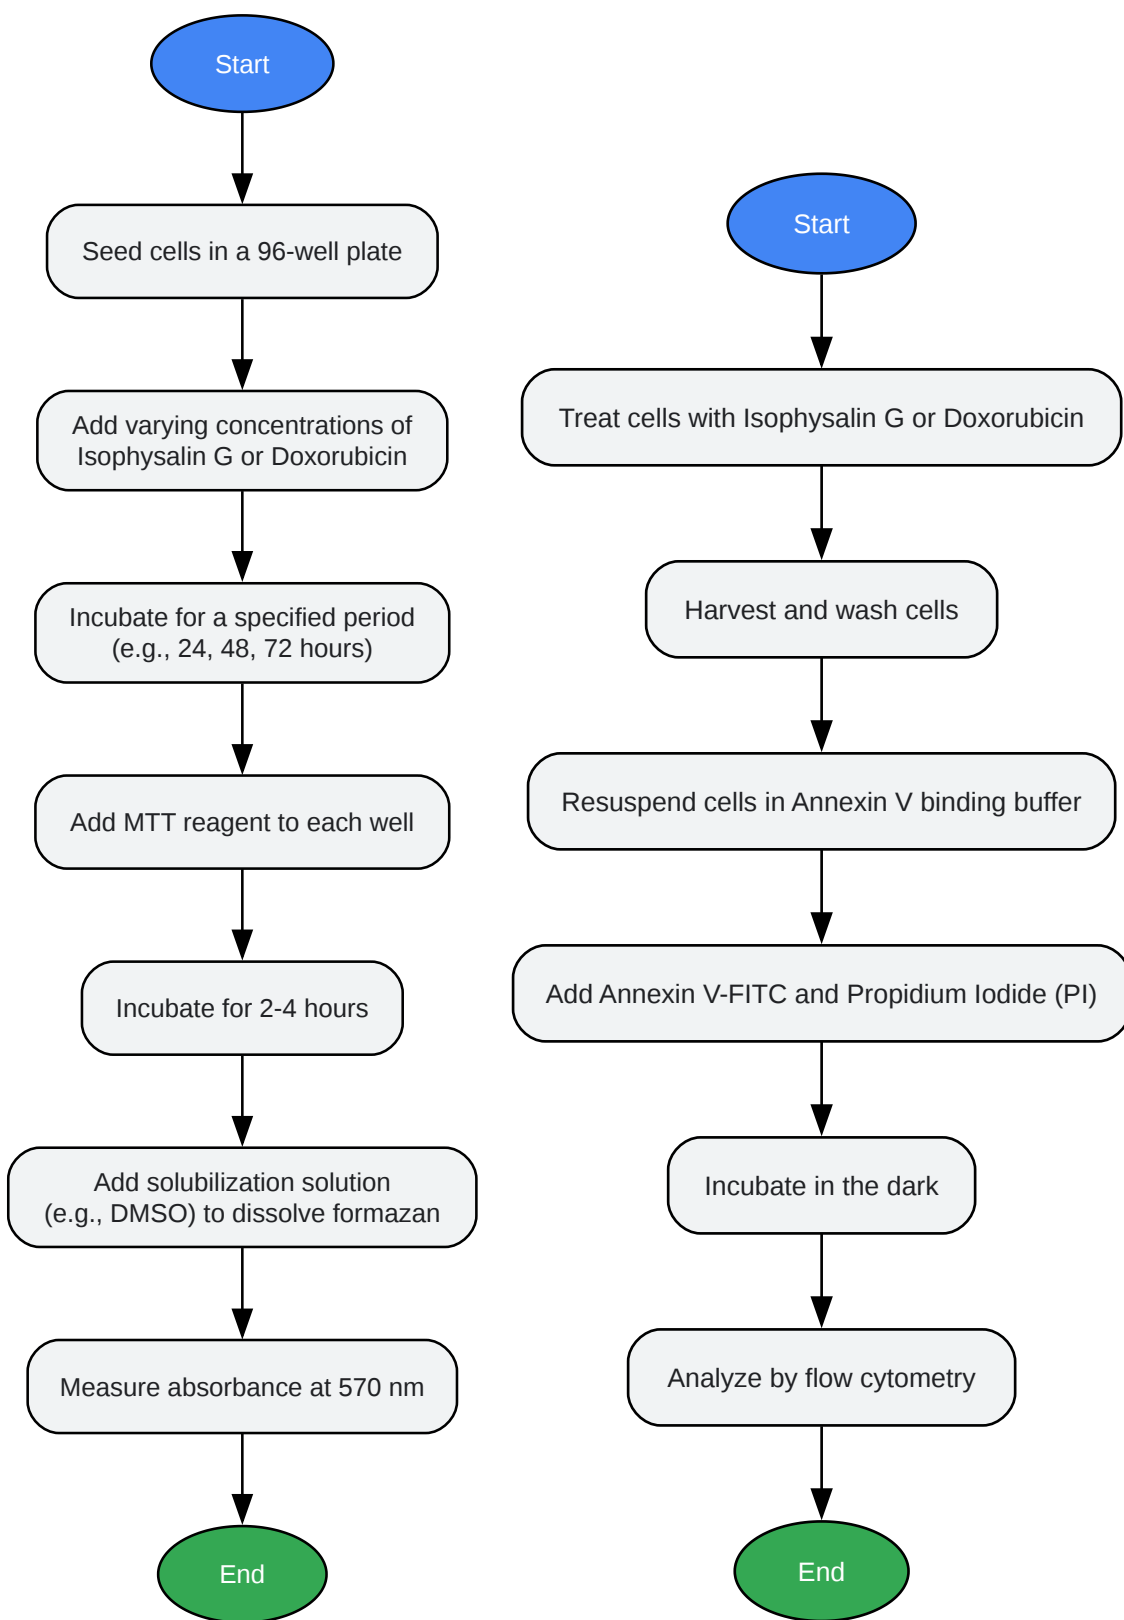 Start
Seed cells in a 96-well plate
Add varying concentrations of
Isophysalin G or Doxorubicin
Incubate for a specified period
(e.g., 24, 48, 72 hours)
Add MTT reagent to each well
Incubate for 2-4 hours
Add solubilization solution
(e.g., DMSO) to dissolve formazan
Measure absorbance at 570 nm
End
Start
Treat cells with Isophysalin G or Doxorubicin
Harvest and wash cells
Resuspend cells in Annexin V binding buffer
Add Annexin V-FITC and Propidium Iodide (PI)
Incubate in the dark
Analyze by flow cytometry
End